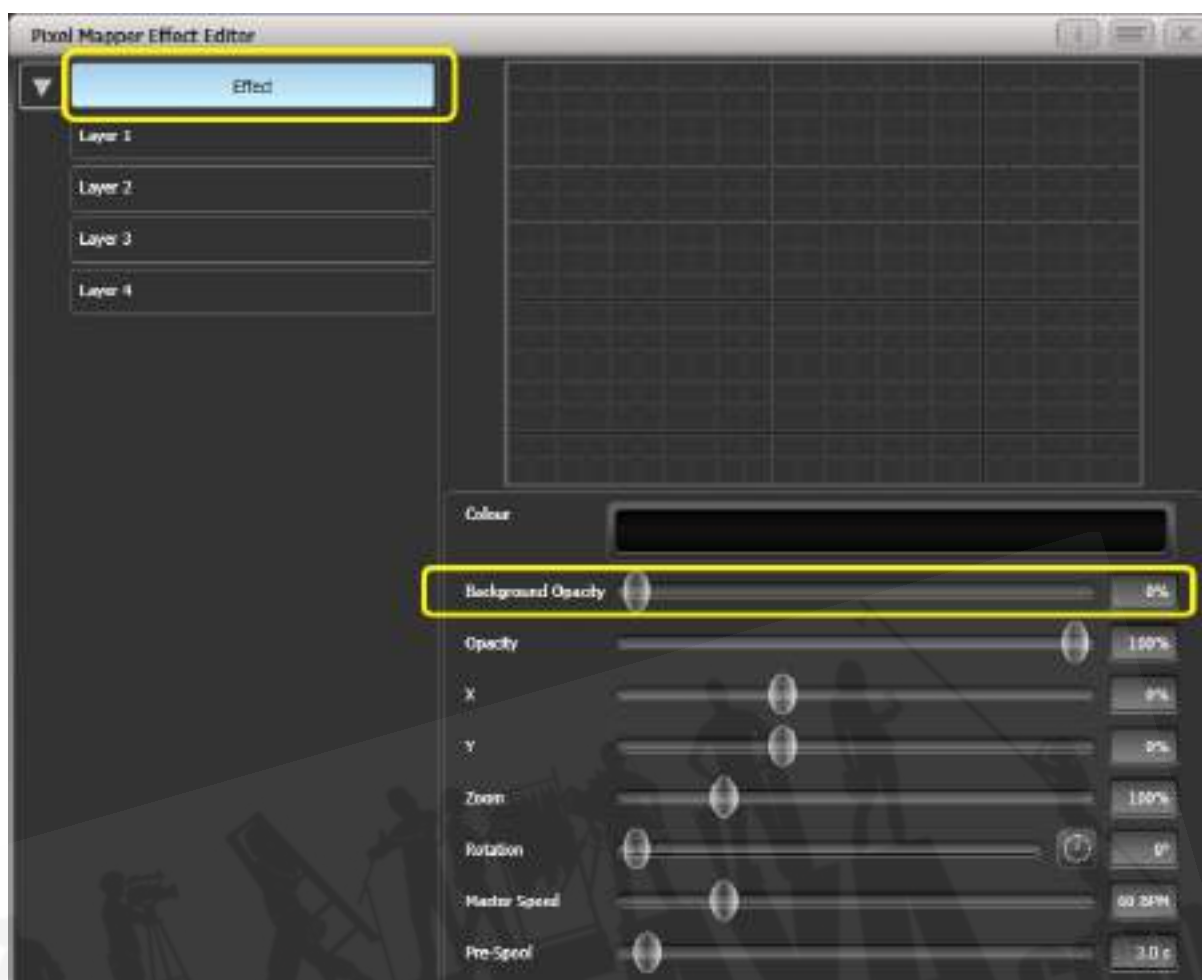 Pixel Mapper Effect Editor
Effect
Layer 1
Layer 2
Layer 3
Layer 4
Colour
Background Opacity 0%
Opacity 100%
X 0%
Y 0%
Zoom 100%
Rotation 0°
Master Speed 60 BPM
Pre-Spool 3.0 s